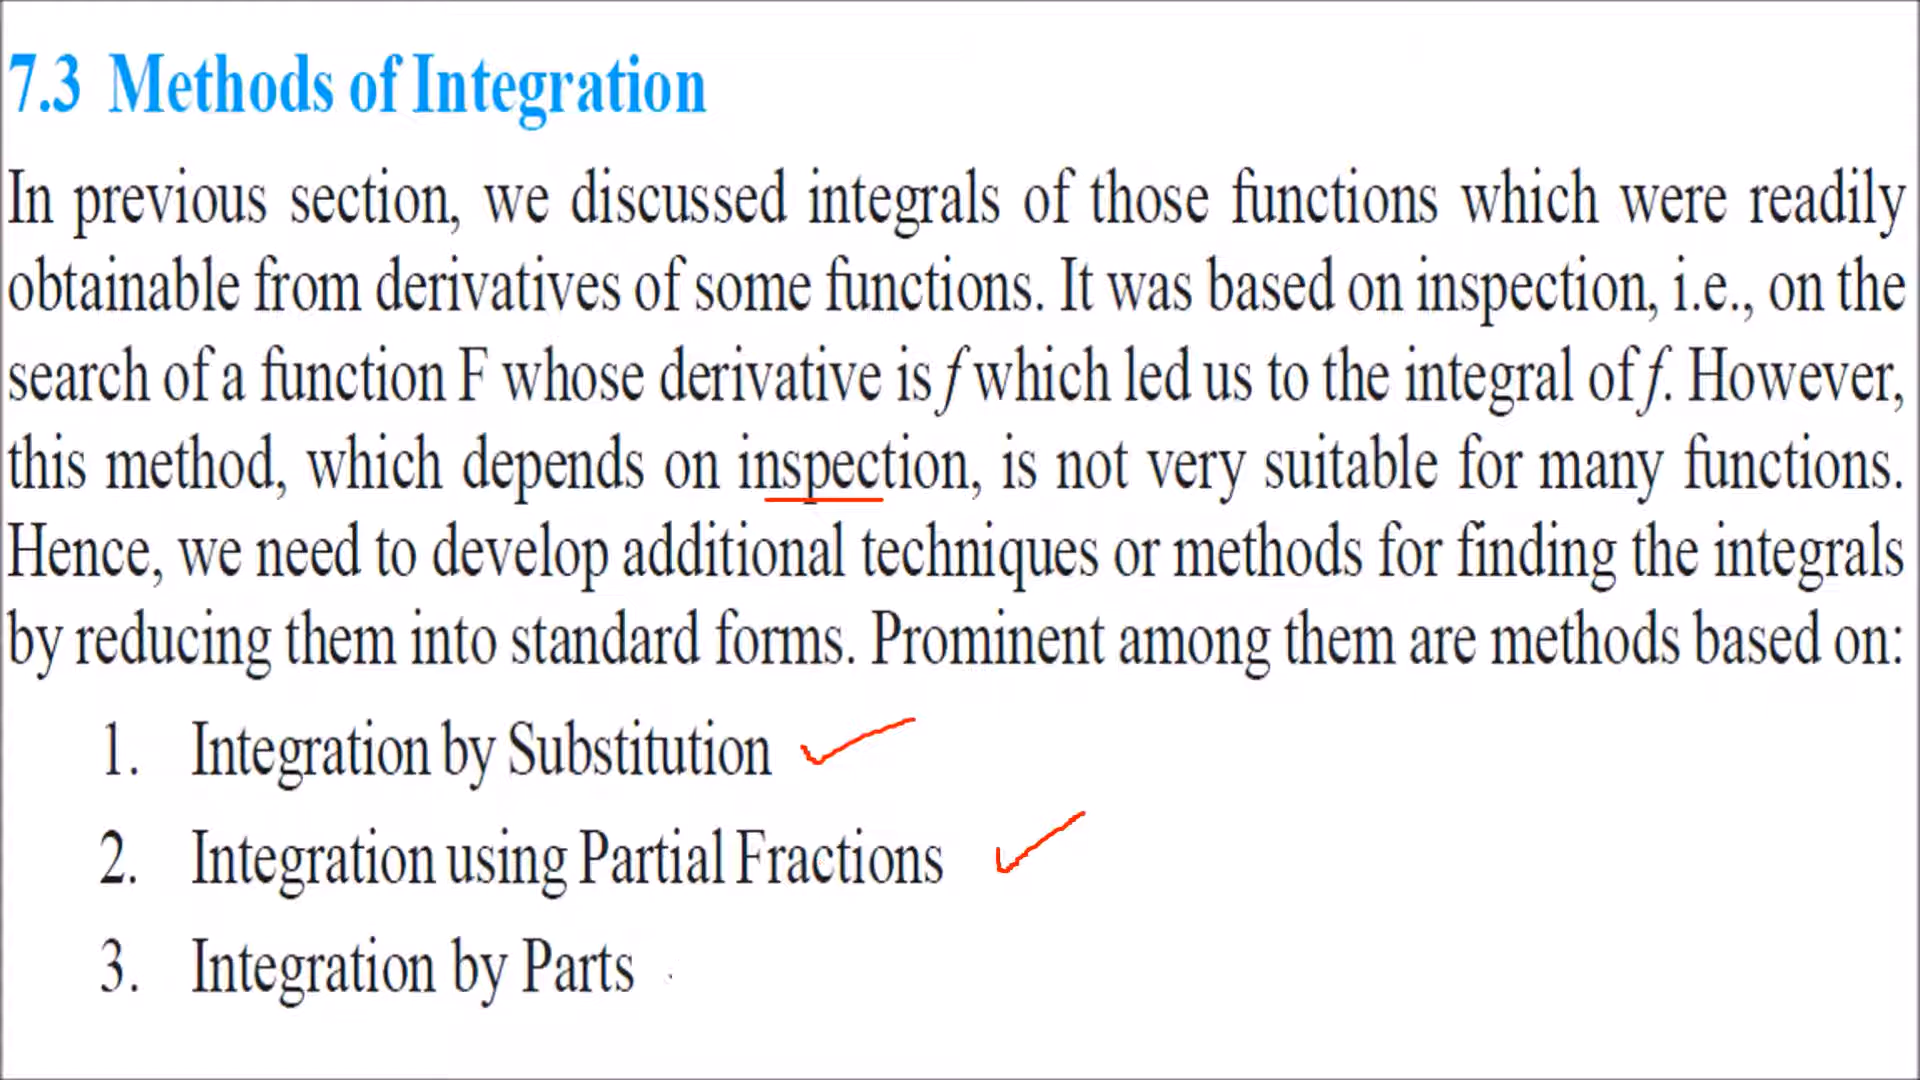 7.3 Methods of Integration
In previous section, we discussed integrals of those functions which were readily
obtainable from derivatives of some functions. It was based on inspection, i.e., on the
search of a function F whose derivative is f which led us to the integral of f. However,
this method, which depends on inspection, is not very suitable for many functions.
Hence, we need to develop additional techniques or methods for finding the integrals
by reducing them into standard forms. Prominent among them are methods based on:
1. Integration by Substitution
2. Integration using Partial Fractions
3. Integration by Parts